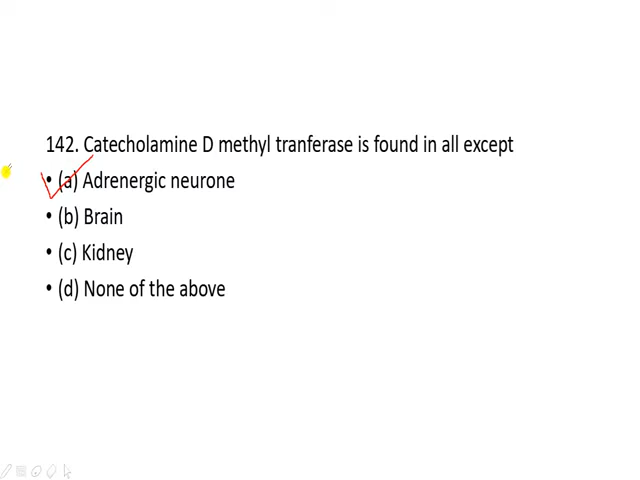 142. Catecholamine D methyl tranferase is found in all except
• (a) Adrenergic neurone
• (b) Brain
• (c) Kidney
• (d) None of the above